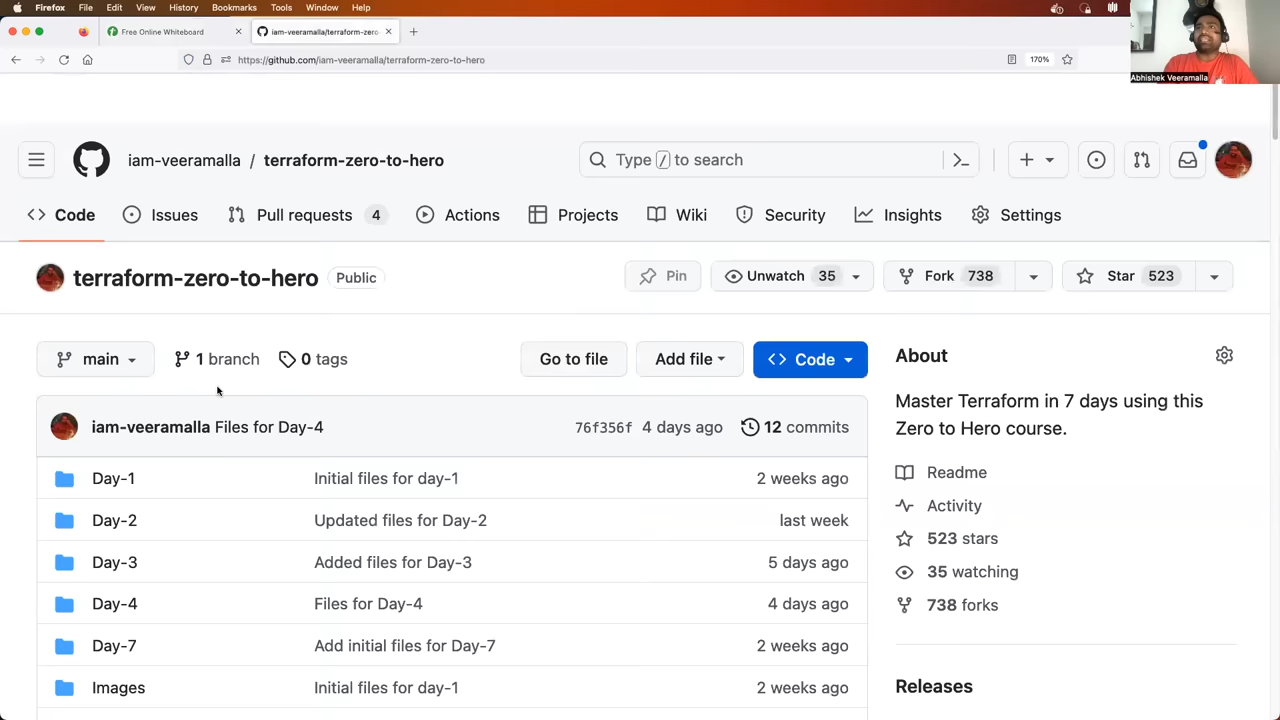 Firefox File Edit View History Bookmarks Tools Window Help
Free Online Whiteboard
iam-veeramalla/terraform-zero
https://github.com/iam-veeramalla/terraform-zero-to-hero
170%
Abhishek Veeramalla
iam-veeramalla / terraform-zero-to-hero
Type / to search
Code
Issues
Pull requests 4
Actions
Projects
Wiki
Security
Insights
Settings
terraform-zero-to-hero Public
Pin
Unwatch 35
Fork 738
Star 523
main
1 branch
0 tags
Go to file
Add file
Code
iam-veeramalla Files for Day-4 76f356f 4 days ago 12 commits
Day-1 Initial files for day-1 2 weeks ago
Day-2 Updated files for Day-2 last week
Day-3 Added files for Day-3 5 days ago
Day-4 Files for Day-4 4 days ago
Day-7 Add initial files for Day-7 2 weeks ago
Images Initial files for day-1 2 weeks ago
About
Master Terraform in 7 days using this
Zero to Hero course.
Readme
Activity
523 stars
35 watching
738 forks
Releases